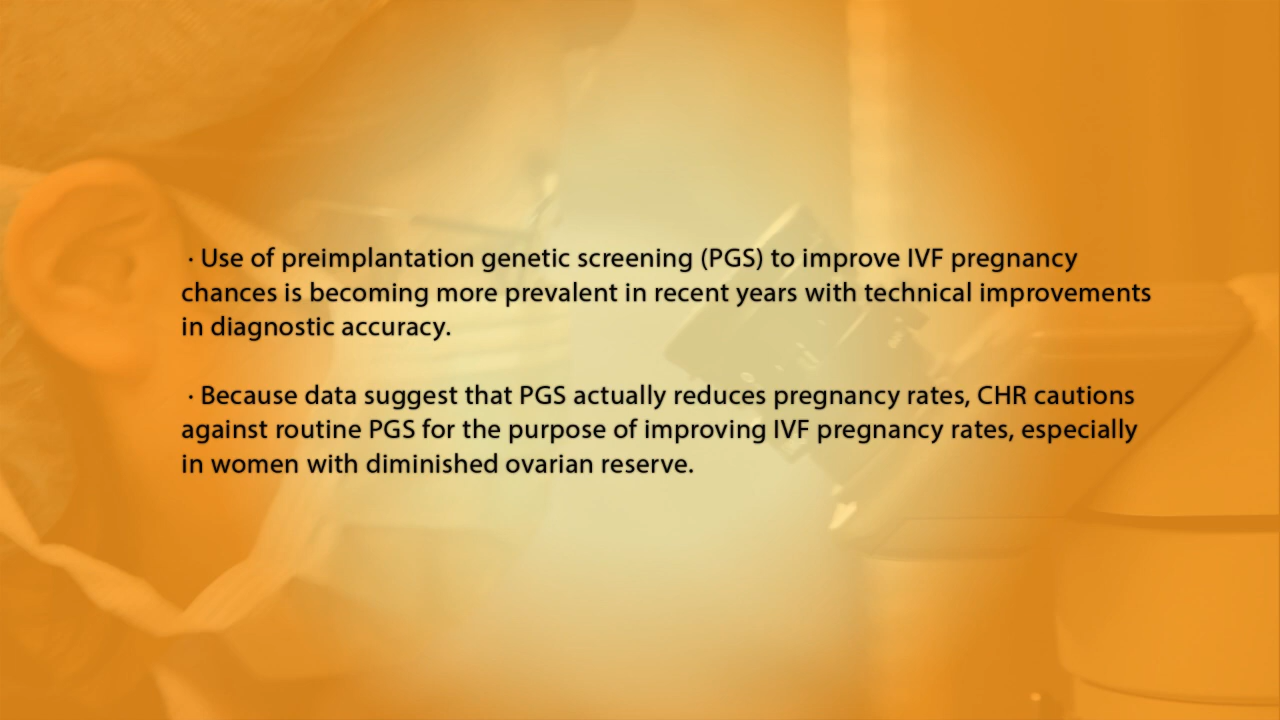 · Use of preimplantation genetic screening (PGS) to improve IVF pregnancy
chances is becoming more prevalent in recent years with technical improvements
in diagnostic accuracy.
· Because data suggest that PGS actually reduces pregnancy rates, CHR cautions
against routine PGS for the purpose of improving IVF pregnancy rates, especially
in women with diminished ovarian reserve.